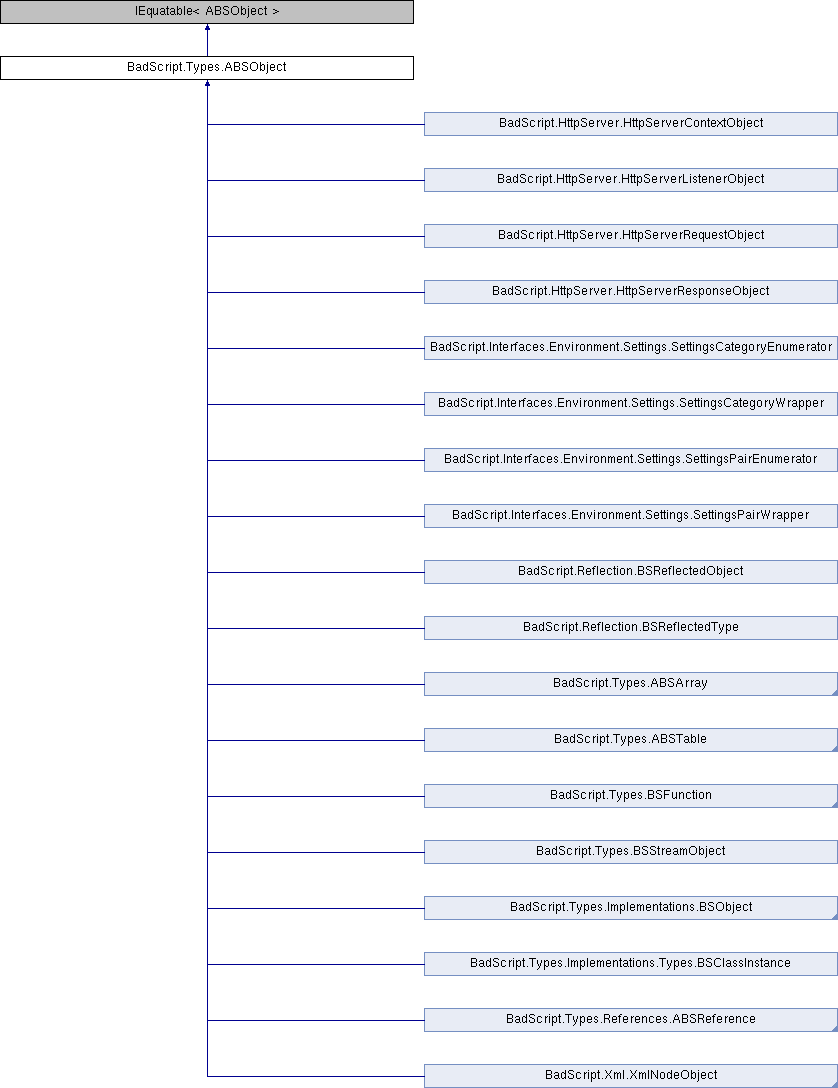 IEquatable< ABSObject >
BadScript.Types.ABSObject
BadScript.HttpServer.HttpServerContextObject
BadScript.HttpServer.HttpServerListenerObject
BadScript.HttpServer.HttpServerRequestObject
BadScript.HttpServer.HttpServerResponseObject
BadScript.Interfaces.Environment.Settings.SettingsCategoryEnumerator
BadScript.Interfaces.Environment.Settings.SettingsCategoryWrapper
BadScript.Interfaces.Environment.Settings.SettingsPairEnumerator
BadScript.Interfaces.Environment.Settings.SettingsPairWrapper
BadScript.Reflection.BSReflectedObject
BadScript.Reflection.BSReflectedType
BadScript.Types.ABSArray
BadScript.Types.ABSTable
BadScript.Types.BSFunction
BadScript.Types.BSStreamObject
BadScript.Types.Implementations.BSObject
BadScript.Types.Implementations.Types.BSClassInstance
BadScript.Types.References.ABSReference
BadScript.Xml.XmlNodeObject